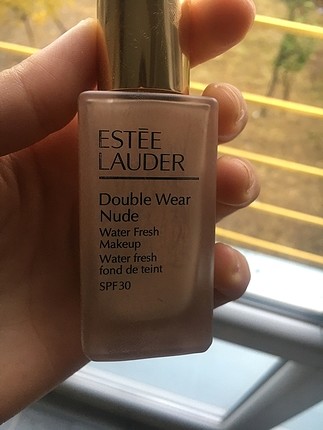 ESTĒE
LAUDER
Double Wear
Nude
Water Fresh
Makeup
Water fresh
fond de teint
SPF30